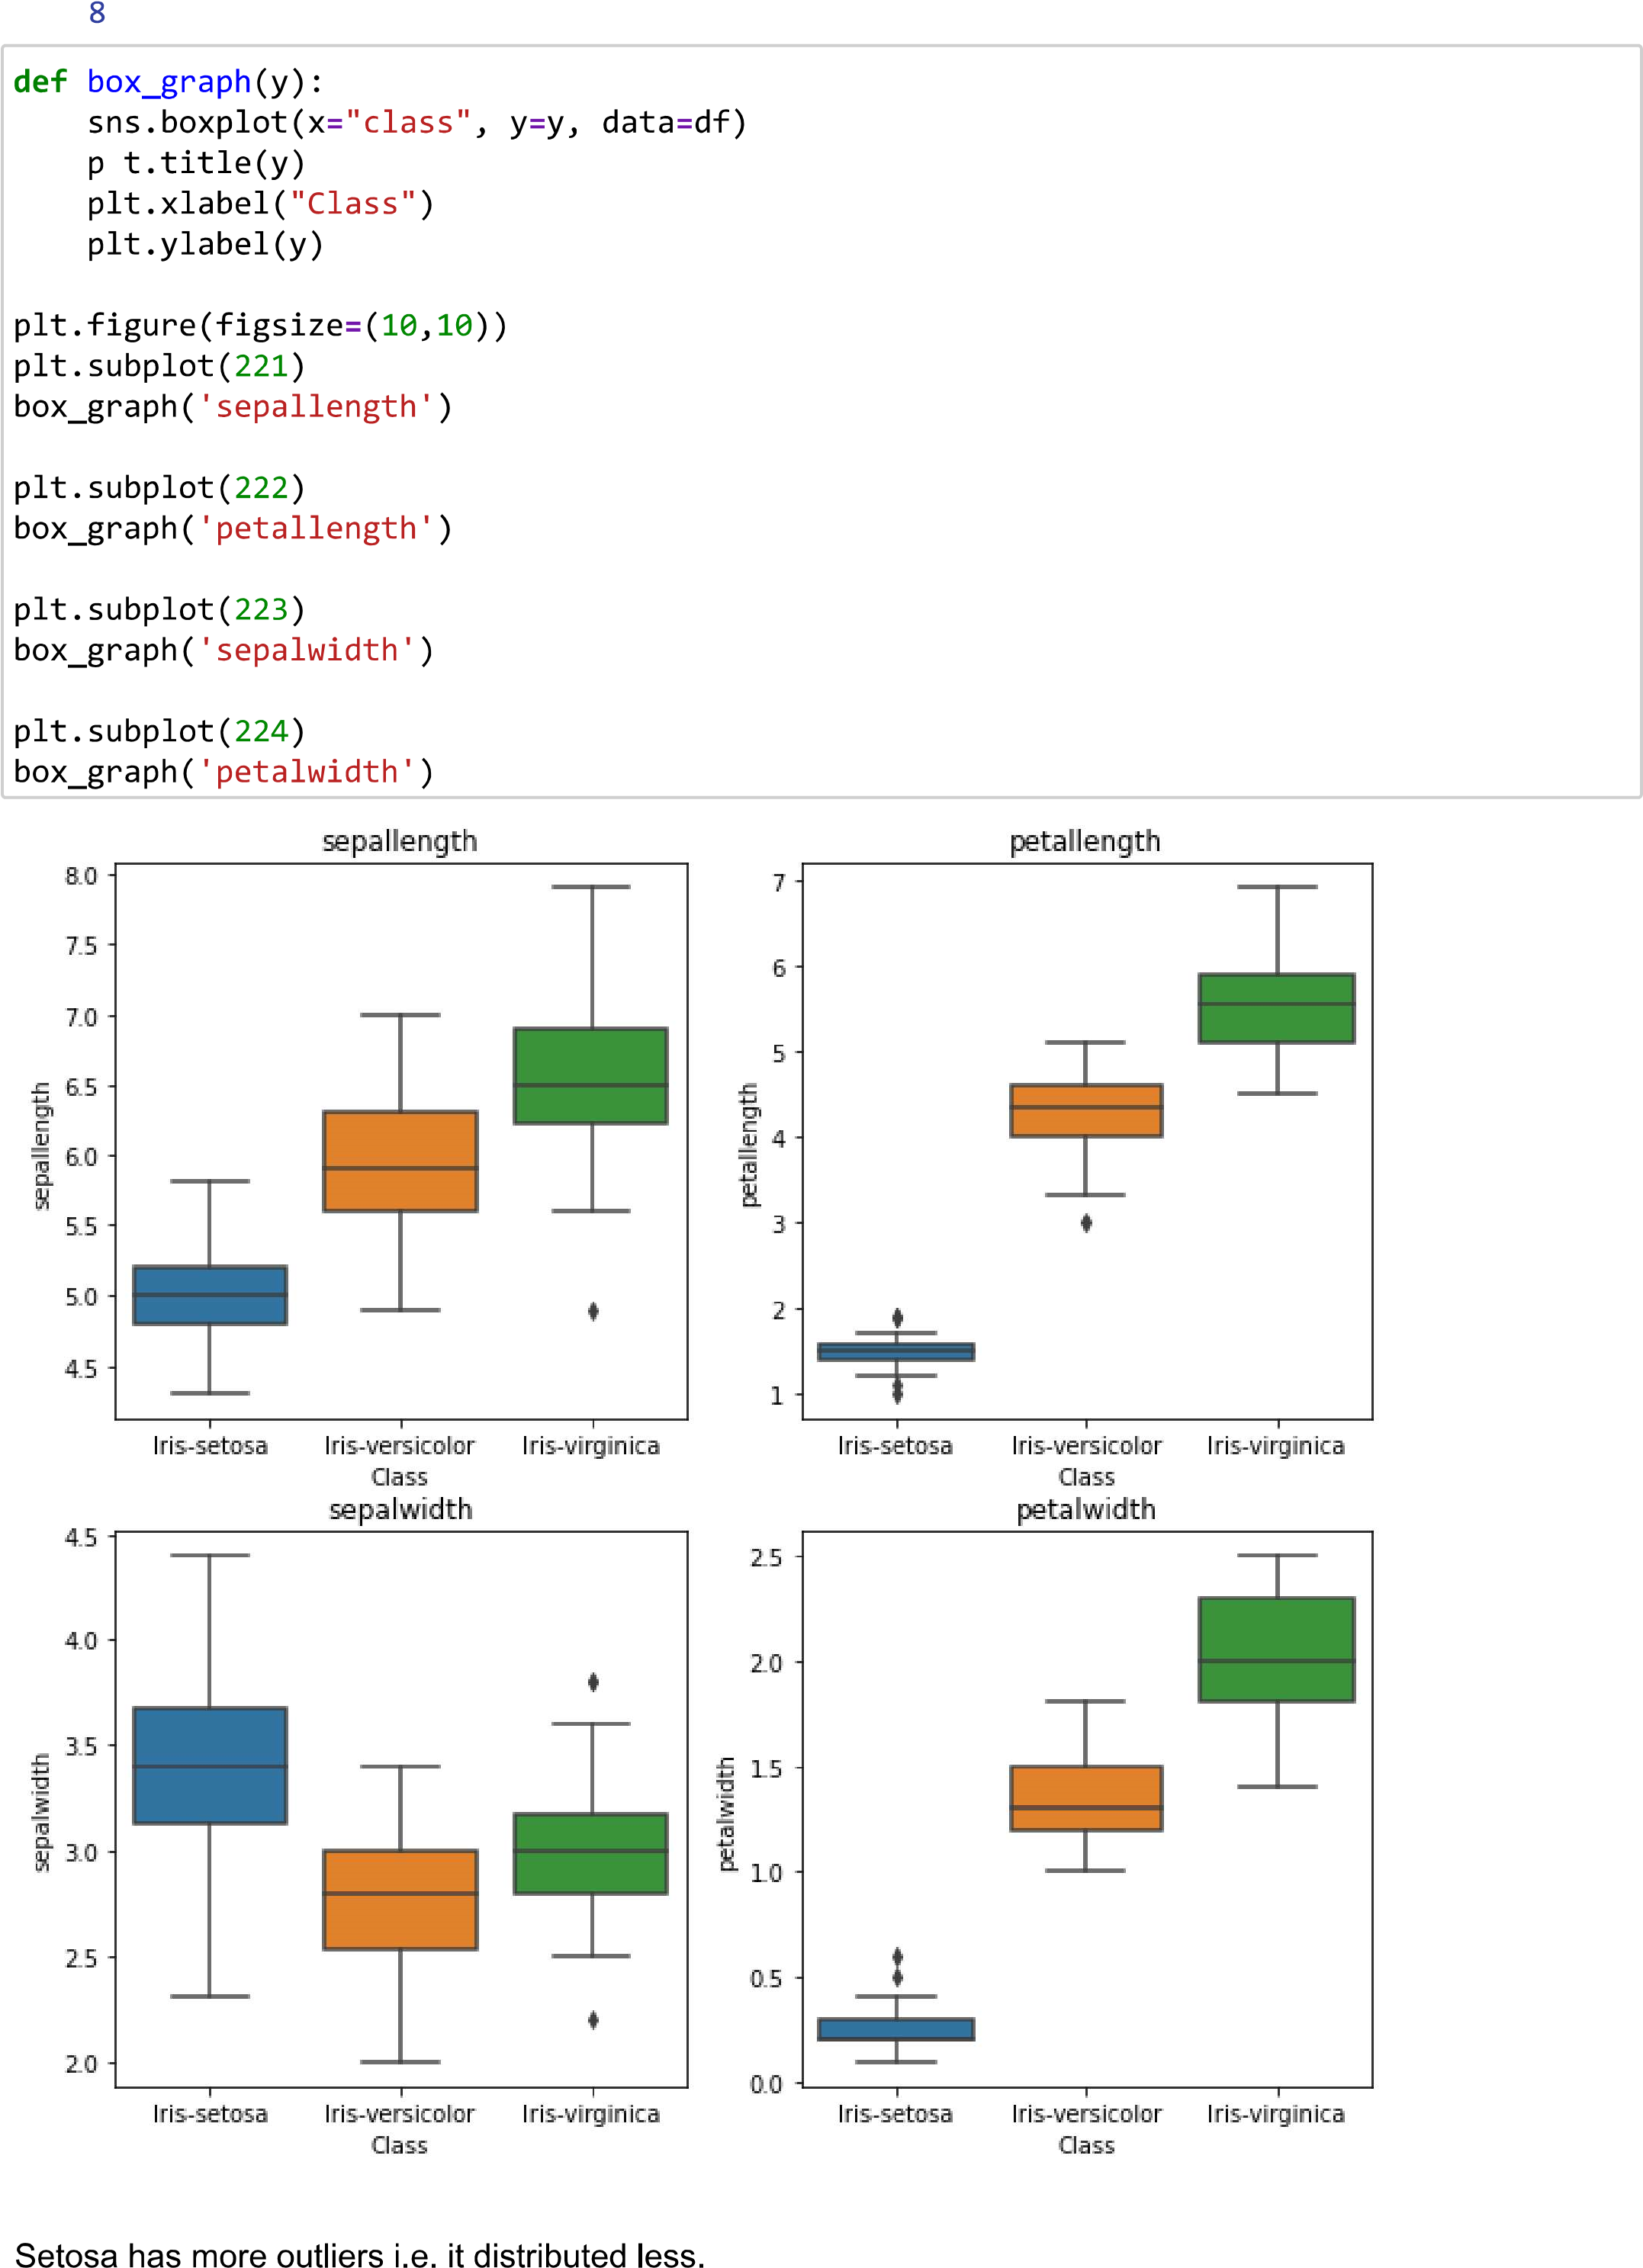 8
def box_graph(y):
    sns.boxplot(x="class", y=y, data=df)
    p t.title(y)
    plt.xlabel("Class")
    plt.ylabel(y)
plt.figure(figsize=(10,10))
plt.subplot(221)
box_graph('sepallength')
plt.subplot(222)
box_graph('petallength')
plt.subplot(223)
box_graph('sepalwidth')
plt.subplot(224)
box_graph('petalwidth')
sepallength
8.0
7.5
7.0
6.5
6.0
5.5
5.0
4.5
sepallength
Iris-setosa Iris-versicolor Iris-virginica
Class
petallength
7
6
5
4
3
2
1
petallength
Iris-setosa Iris-versicolor Iris-virginica
Class
sepalwidth
4.5
4.0
3.5
3.0
2.5
2.0
sepalwidth
Iris-setosa Iris-versicolor Iris-virginica
Class
petalwidth
2.5
2.0
1.5
1.0
0.5
0.0
petalwidth
Iris-setosa Iris-versicolor Iris-virginica
Class
Setosa has more outliers i.e. it distributed less.